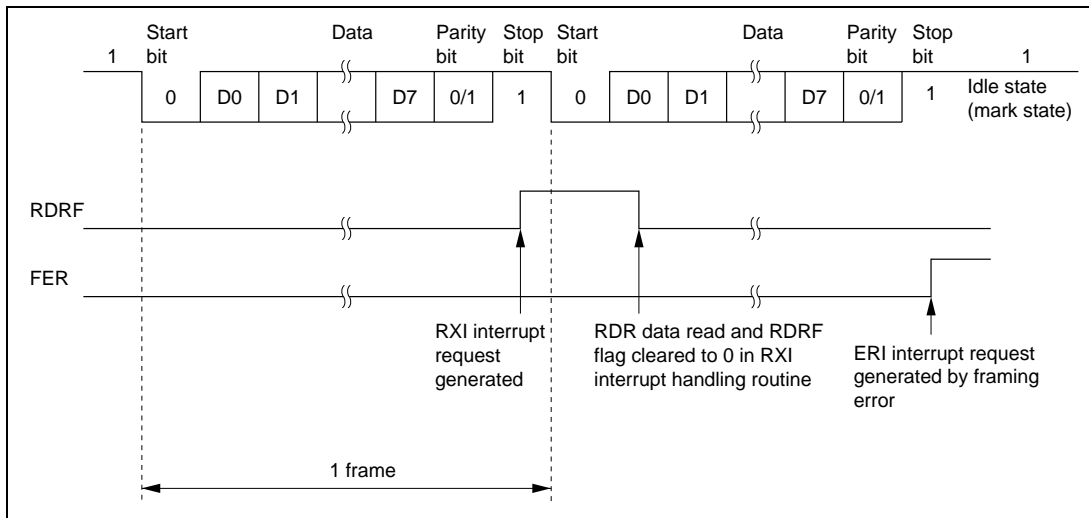 1
Start
bit
Data
Parity
bit
Stop
bit
Start
bit
Data
Parity
bit
Stop
bit
1
0
D0
D1
D7
0/1
1
0
D0
D1
D7
0/1
1
Idle state
(mark state)
RDRF
FER
RXI interrupt
request
generated
RDR data read and RDRF
flag cleared to 0 in RXI
interrupt handling routine
ERI interrupt request
generated by framing
error
1 frame